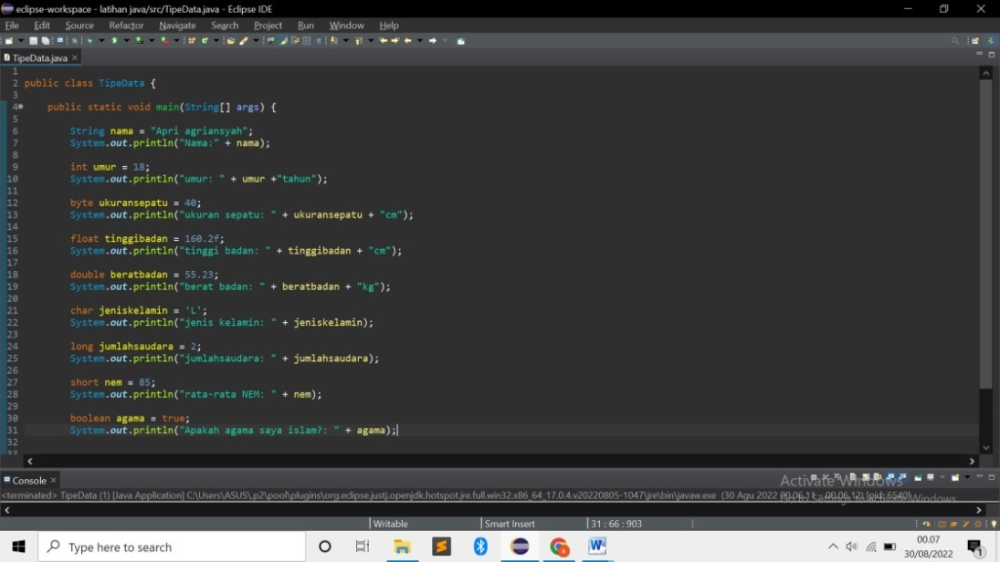 eclipse-workspace - latihan java/src/TipeData.java - Eclipse IDE
File Edit Source Refactor Navigate Search Project Run Window Help
TipeData.java
1
2 public class TipeData {
3
4 public static void main(String[] args) {
5
6 String nama = "Apri agriansyah";
7 System.out.println("Nama:" + nama);
8
9 int umur = 18;
10 System.out.println("umur: " + umur +"tahun");
11
12 byte ukuransepatu = 40;
13 System.out.println("ukuran sepatu: " + ukuransepatu + "cm");
14
15 float tinggibadan = 160.2f;
16 System.out.println("tinggi badan: " + tinggibadan + "cm");
17
18 double beratbadan = 55.23;
19 System.out.println("berat badan: " + beratbadan + "kg");
20
21 char jeniskelamin = 'L';
22 System.out.println("jenis kelamin: " + jeniskelamin);
23
24 long jumlahsaudara = 2;
25 System.out.println("jumlahsaudara: " + jumlahsaudara);
26
27 short nem = 85;
28 System.out.println("rata-rata NEM: " + nem);
29
30 boolean agama = true;
31 System.out.println("Apakah agama saya islam?: " + agama);
32
33
Console
Activate Windows
<terminated> TipeData (1) [Java Application] C:\Users\ASUS\.p2\pool\plugins\org.eclipse.justj.openjdk.hotspot.jre.full.win32.x86_64_17.0.4.v20220805-1047\jre\bin\javaw.exe (30 Agu 2022 00.06.11 – 00.06.12) [pid: 6540]
Go to Settings to activate Windows.
Writable Smart Insert 31 : 66 : 903
Type here to search
00.07
30/08/2022